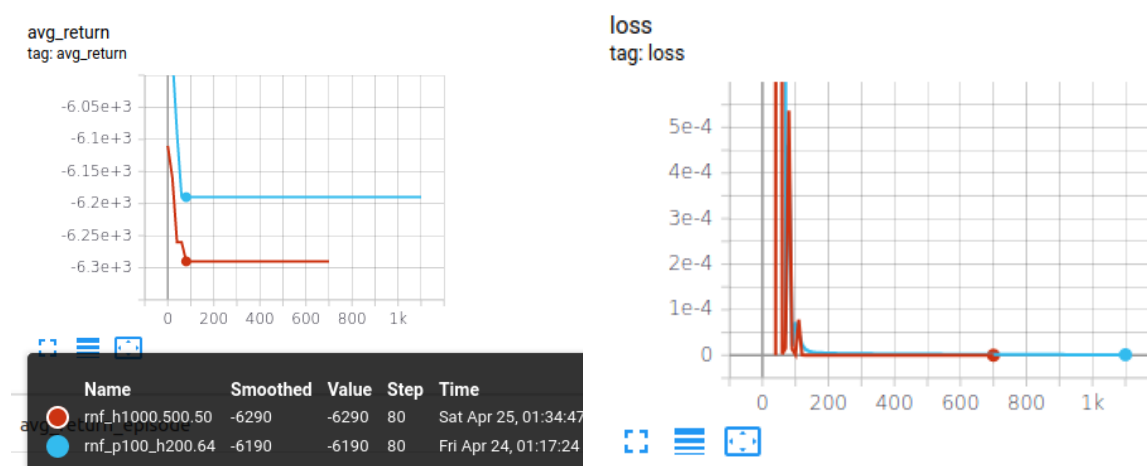 avg_return
tag: avg_return
-6.05e+3
-6.1e+3
-6.15e+3
-6.2e+3
-6.25e+3
-6.3e+3
0 200 400 600 800 1k
Name Smoothed Value Step Time
rnf_h1000.500.50 -6290 -6290 80 Sat Apr 25, 01:34:47
avg_return_episode
rnf_p100_h200.64 -6190 -6190 80 Fri Apr 24, 01:17:24
loss
tag: loss
5e-4
4e-4
3e-4
2e-4
1e-4
0
0 200 400 600 800 1k